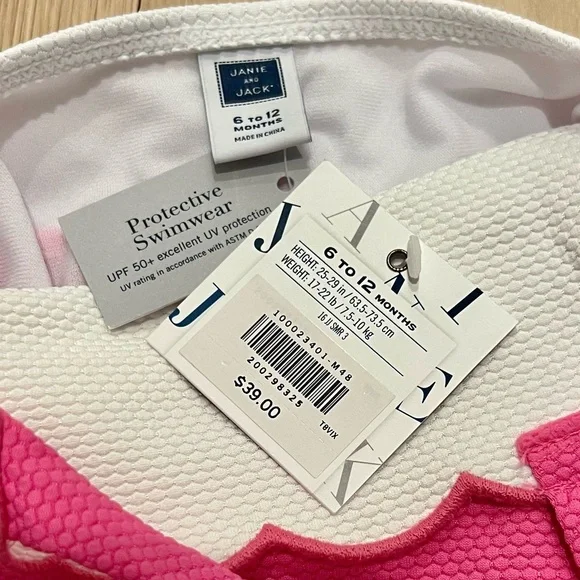 JANIE
AND
JACK
6 TO 12
MONTHS
MADE IN CHINA
Protective
Swimwear
UPF 50+ excellent UV protection
UV rating in accordance with ASTM
6 TO 12 MONTHS
HEIGHT: 25-29 in / 63.5-73.5 cm
WEIGHT: 17-22 lb / 7.5-10 kg
16 JJ SMR 3
100023401-M48
200298325
$39.00
T8VIX
J
A
I
J
E
K